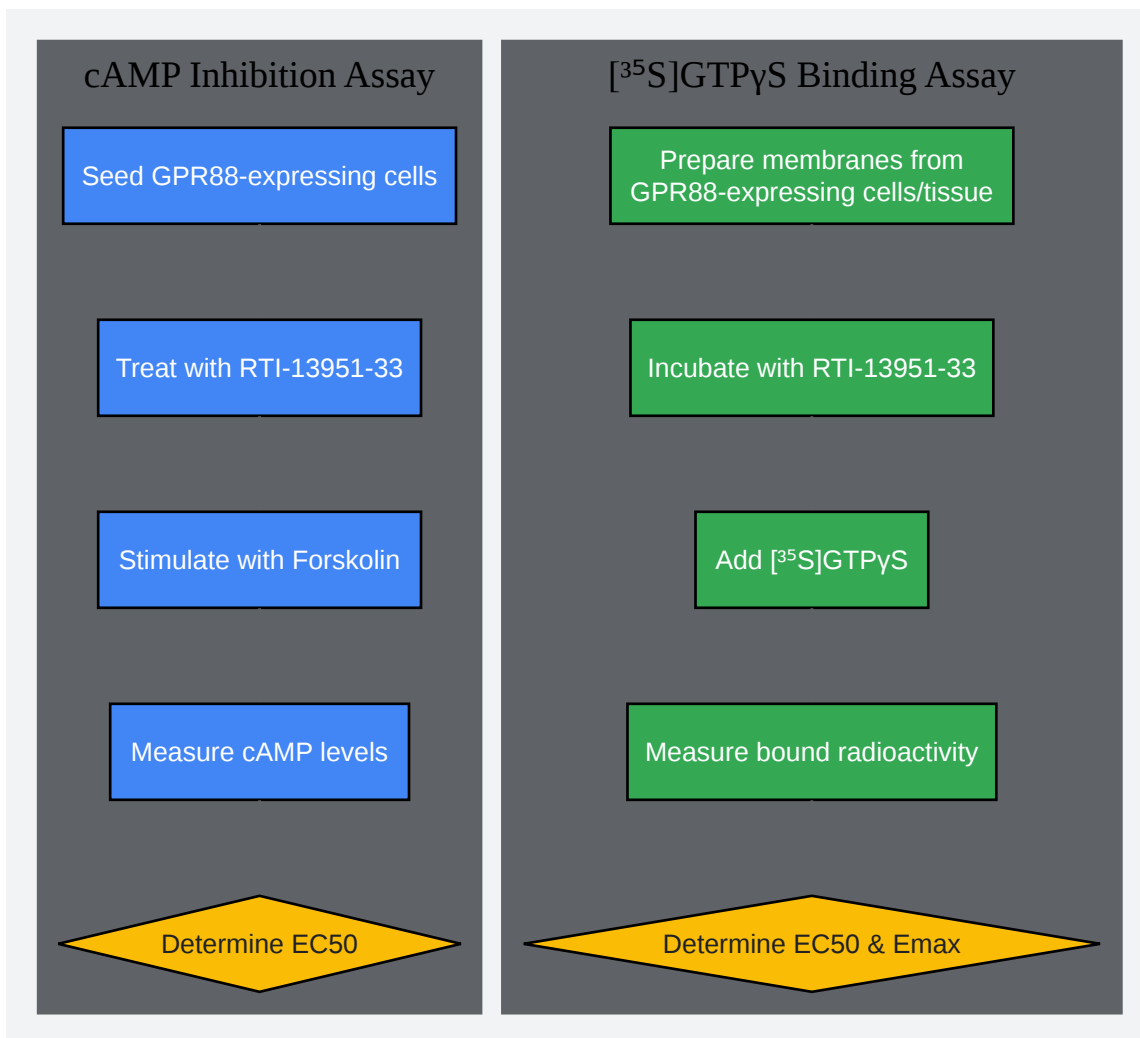 cAMP Inhibition Assay
Seed GPR88-expressing cells
Treat with RTI-13951-33
Stimulate with Forskolin
Measure cAMP levels
Determine EC50
[³⁵S]GTPγS Binding Assay
Prepare membranes from
GPR88-expressing cells/tissue
Incubate with RTI-13951-33
Add [³⁵S]GTPγS
Measure bound radioactivity
Determine EC50 & Emax